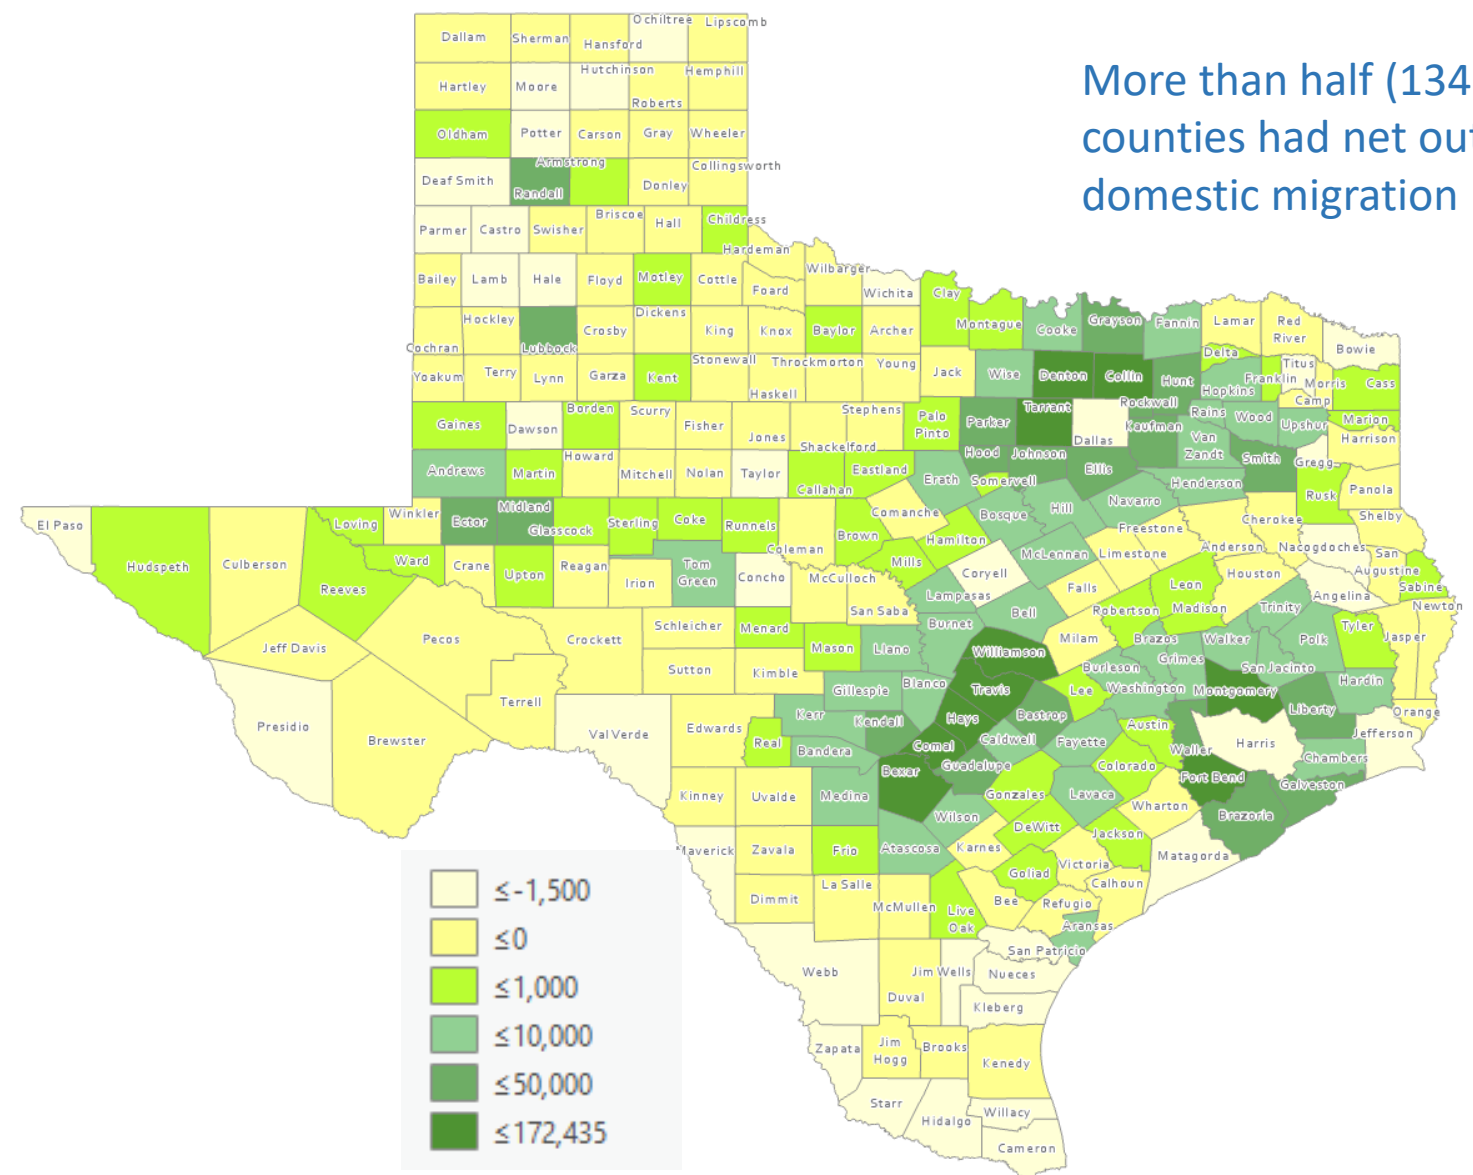 More than half (134
counties had net out
domestic migration
Ochiltree Lipscomb
Dallam Sherman Hansford
Hutchinson Hemphill
Hartley Moore Roberts
Oldham Potter Carson Gray Wheeler
Armstrong Collingsworth
Deaf Smith Randall Donley
Briscoe Childress
Parmer Castro Swisher Hall
Hardeman
Bailey Lamb Hale Floyd Motley Cottle Foard Wilbarger Wichita Clay
Hockley Dickens Montague Cooke Grayson Fannin Lamar Red
River
Cochran Lubbock Crosby King Knox Baylor Archer Bowie
Delta Titus
Yoakum Terry Lynn Garza Kent Stonewall Throckmorton Young Jack Wise Denton Collin Hunt Hopkins Franklin Morris Cass
Haskell Rockwall Camp
Gaines Dawson Borden Scurry Fisher Jones Stephens Palo
Pinto Parker Tarrant Dallas Kaufman Rains Wood Upshur Marion
Shackelford Van
Zandt Harrison
Andrews Martin Howard Mitchell Nolan Taylor Callahan Eastland Erath Hood Johnson Ellis Smith Gregg
Somervell Henderson Rusk Panola
El Paso Loving Winkler Ector Midland Glasscock Sterling Coke Runnels Coleman Brown Comanche Bosque Hill Navarro Cherokee Shelby
Hamilton Freestone Anderson Nacogdoches San
Augustine
Hudspeth Culberson Reeves Ward Crane Upton Reagan Irion Tom
Green Concho McCulloch Mills Coryell McLennan Limestone Houston Sabine
San Saba Lampasas Falls Leon Angelina Newton
Burnet Bell Robertson Madison Trinity
Jeff Davis Pecos Crockett Schleicher Menard Mason Llano Williamson Milam Brazos Walker Polk Tyler Jasper
Sutton Kimble Burleson Grimes San Jacinto
Gillespie Blanco Travis Lee Washington Montgomery Hardin
Presidio Brewster Terrell Val Verde Edwards Real Kerr Kendall Hays Bastrop Austin Liberty Orange
Bandera Comal Caldwell Fayette Waller Harris Jefferson
Bexar Guadalupe Colorado Fort Bend Chambers
Kinney Uvalde Medina Gonzales Lavaca Galveston
Wilson Wharton Brazoria
Maverick Zavala Frio Atascosa Karnes DeWitt Jackson Matagorda
Goliad Victoria
Dimmit La Salle McMullen Live
Oak Bee Refugio Calhoun
Aransas
San Patricio
Webb Jim Wells Nueces
Duval Kleberg
Zapata Jim
Hogg Brooks Kenedy
Starr Hidalgo Willacy
Cameron
≤-1,500
≤0
≤1,000
≤10,000
≤50,000
≤172,435